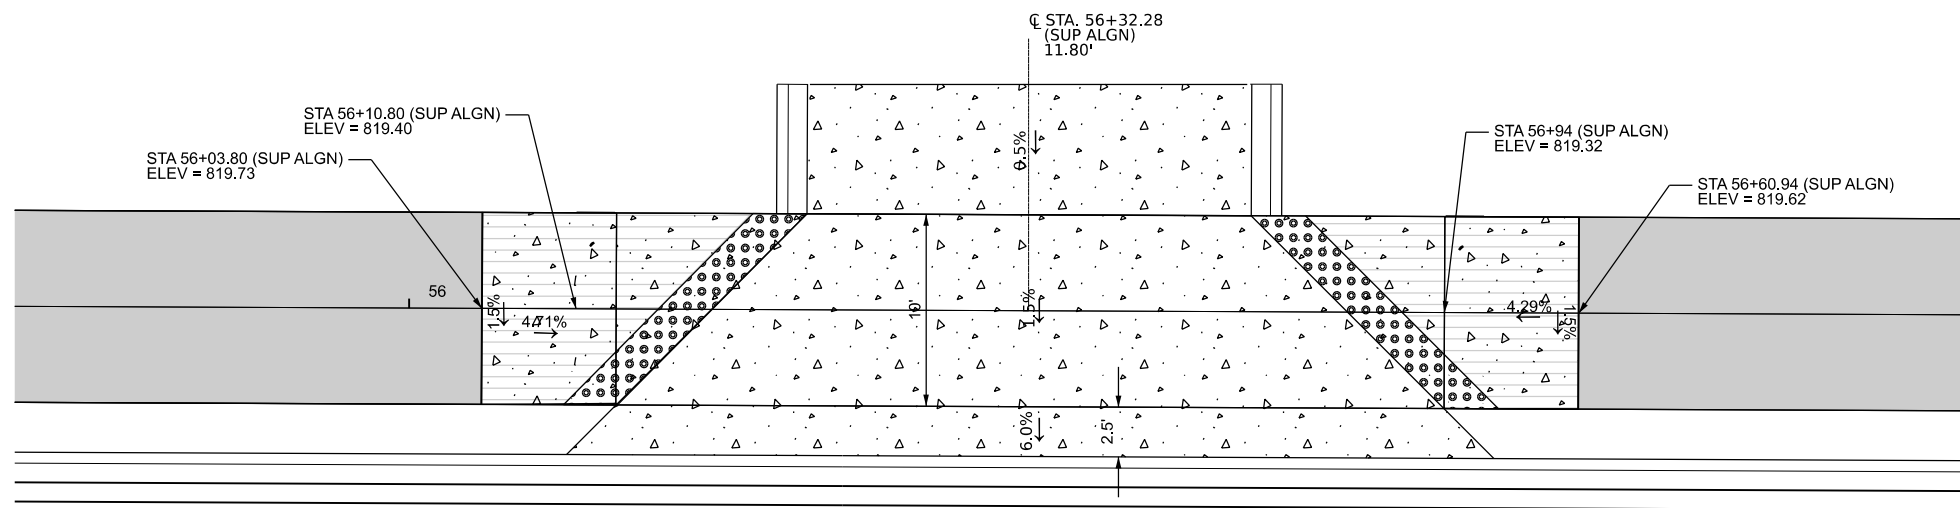 ℄ STA. 56+32.28
(SUP ALGN)
11.80'
STA 56+10.80 (SUP ALGN)
ELEV = 819.40
STA 56+03.80 (SUP ALGN)
ELEV = 819.73
STA 56+94 (SUP ALGN)
ELEV = 819.32
STA 56+60.94 (SUP ALGN)
ELEV = 819.62
0.5%
56
1.5%
4.71%
10'
1.5%
4.29%
1.5%
6.0%
2.5'